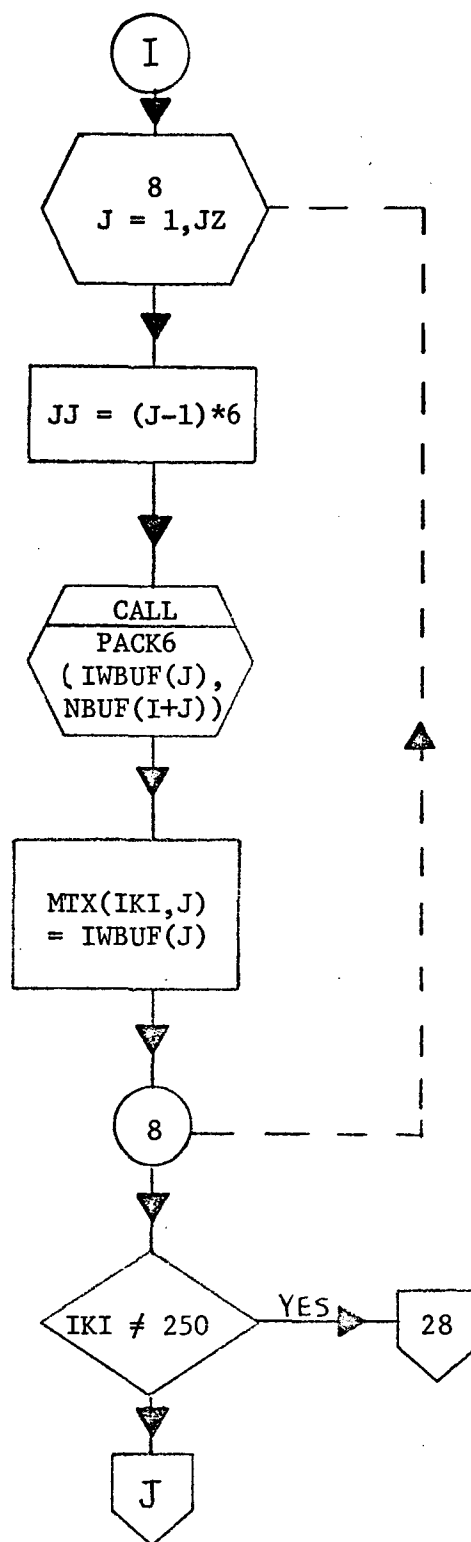 I
8
J = 1,JZ
JJ = (J-1)*6
CALL
PACK6
(IWBUF(J),
NBUF(I+J))
MTX(IKI,J)
= IWBUF(J)
8
IKI ≠ 250
YES
28
J